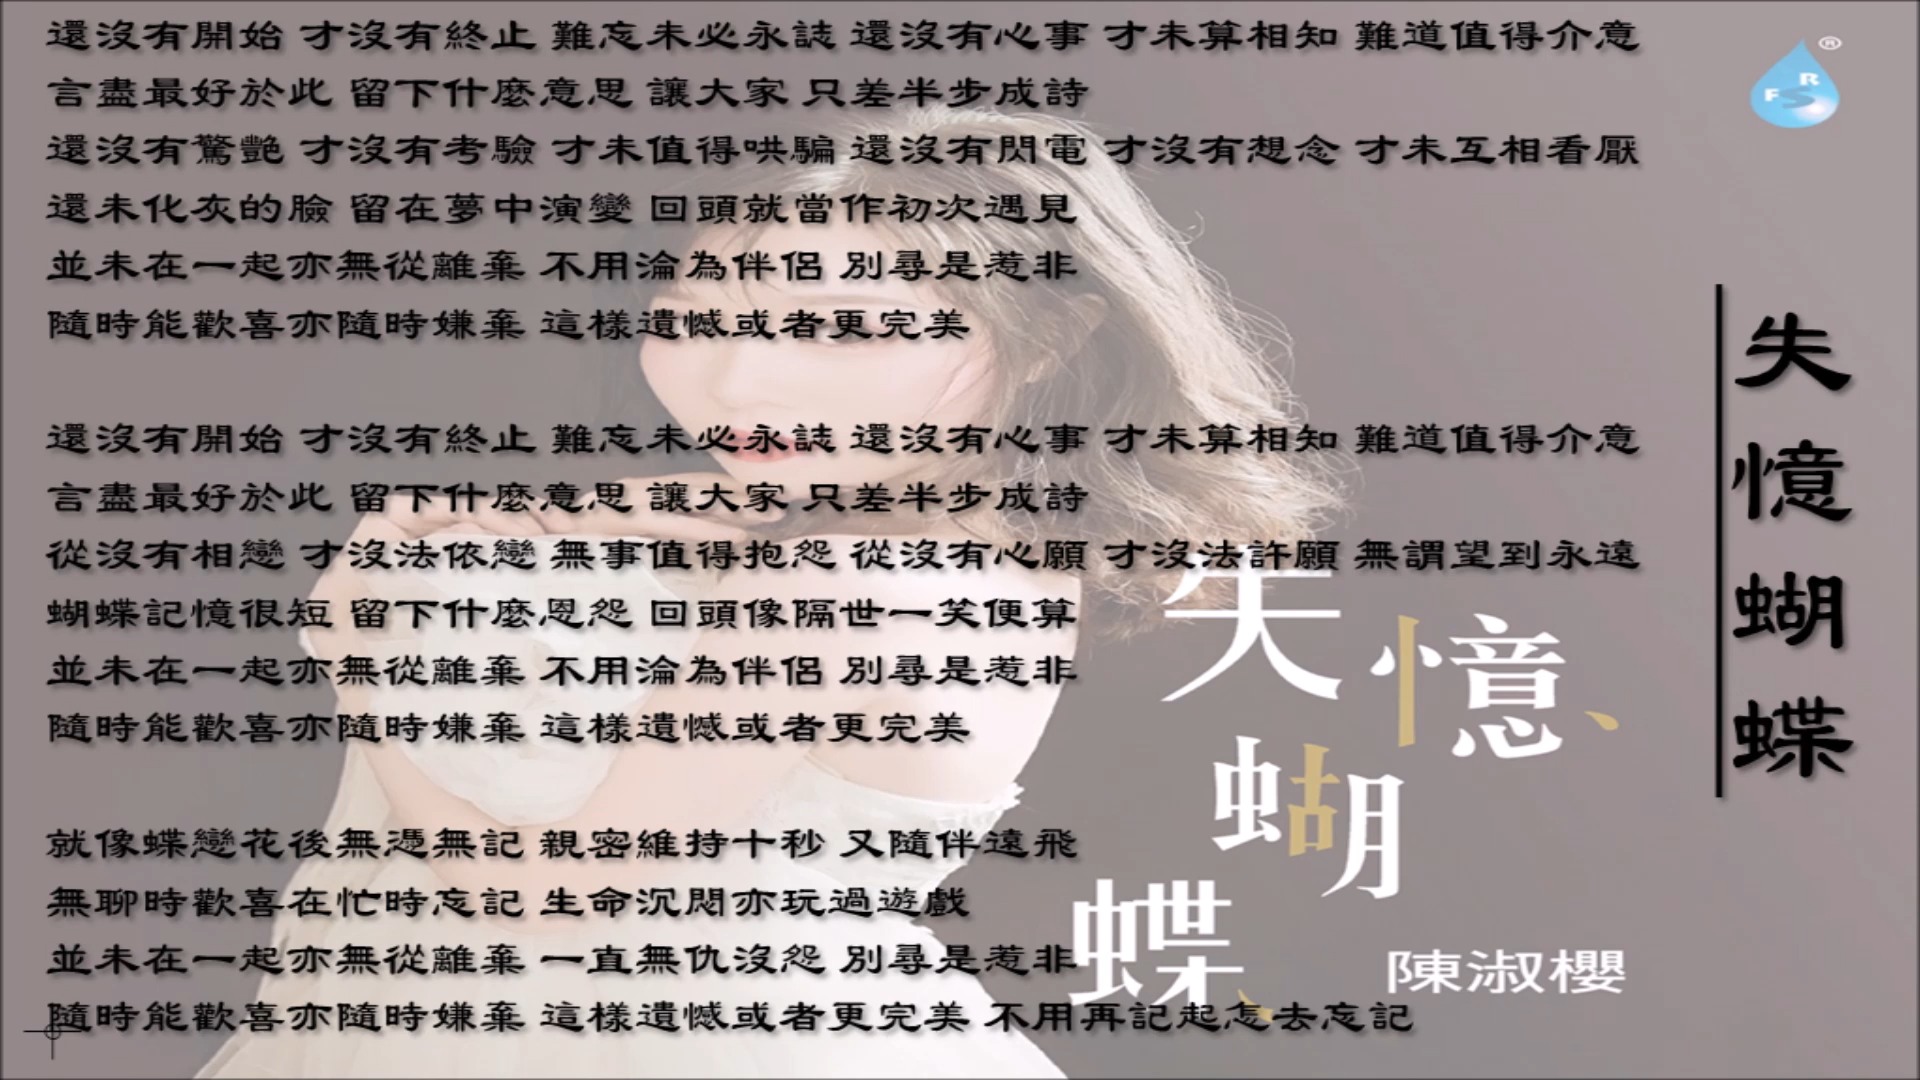 還沒有開始 才沒有終止 難忘未必永誌 還沒有心事 才未算相知 難道值得介意
言盡最好於此 留下什麼意思 讓大家 只差半步成詩
還沒有驚艷 才沒有考驗 才未值得哄騙 還沒有閃電 才沒有想念 才未互相看厭
還未化灰的臉 留在夢中演變 回頭就當作初次遇見
並未在一起亦無從離棄 不用淪為伴侶 別尋是惹非
隨時能歡喜亦隨時嫌棄 這樣遺憾或者更完美
還沒有開始 才沒有終止 難忘未必永誌 還沒有心事 才未算相知 難道值得介意
言盡最好於此 留下什麼意思 讓大家 只差半步成詩
從沒有相戀 才沒法依戀 無事值得抱怨 從沒有心願 才沒法許願 無謂望到永遠
蝴蝶記憶很短 留下什麼恩怨 回頭像隔世一笑便算
並未在一起亦無從離棄 不用淪為伴侶 別尋是惹非
隨時能歡喜亦隨時嫌棄 這樣遺憾或者更完美
就像蝶戀花後無憑無記 親密維持十秒 又隨伴遠飛
無聊時歡喜在忙時忘記 生命沉悶亦玩過遊戲
並未在一起亦無從離棄 一直無仇沒怨 別尋是惹非
隨時能歡喜亦隨時嫌棄 這樣遺憾或者更完美 不用再記起怎去忘記
失憶蝴蝶
失憶
蝴
蝶
陳淑櫻
FSR
®